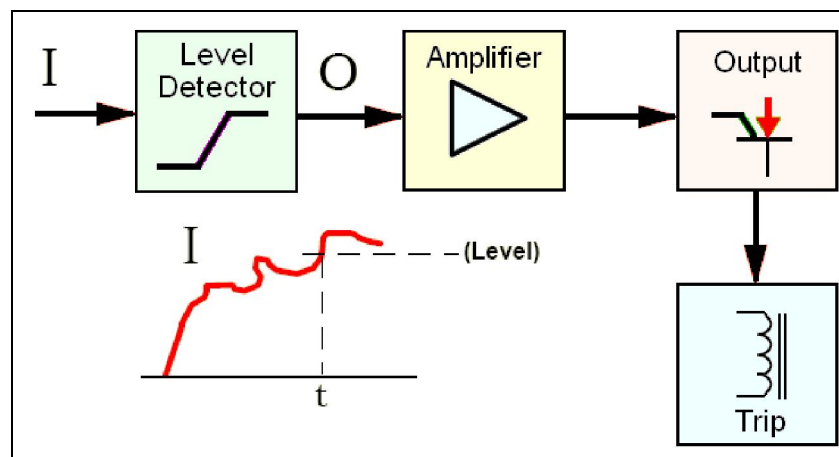 I
Level
Detector
O
Amplifier
Output
I
(Level)
t
Trip